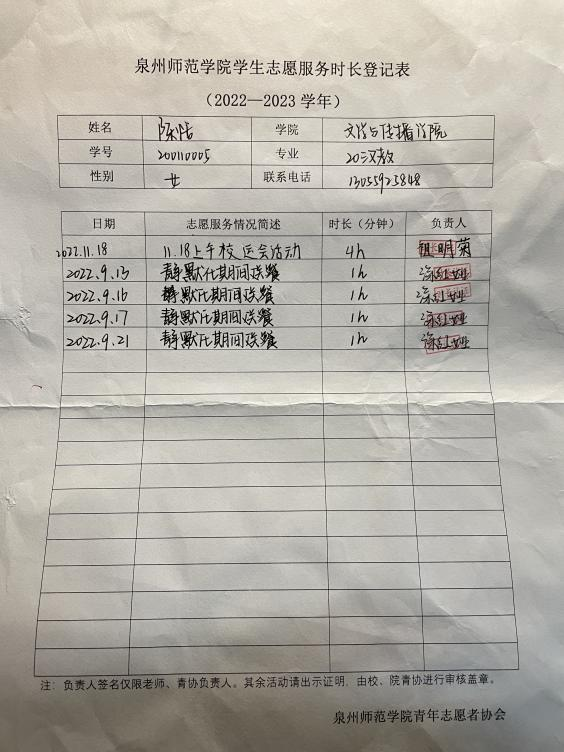 泉州师范学院学生志愿服务时长登记表
（2022—2023 学年）
姓名 陈 学院 文学与传播学院
学号 200110005 专业 20汉教
性别 女 联系电话 13055925848
日期 志愿服务情况简述 时长（分钟） 负责人
2022.11.18 11.18上午校运会活动 4h 明菊
2022.9.13 静默化期间送餐 1h 涂
2022.9.16 静默化期间送餐 1h 涂
2022.9.17 静默化期间送餐 1h 涂
2022.9.21 静默化期间送餐 1h 涂
注：负责人签名仅限老师、青协负责人。其余活动请出示证明，由校、院青协进行审核盖章。
泉州师范学院青年志愿者协会